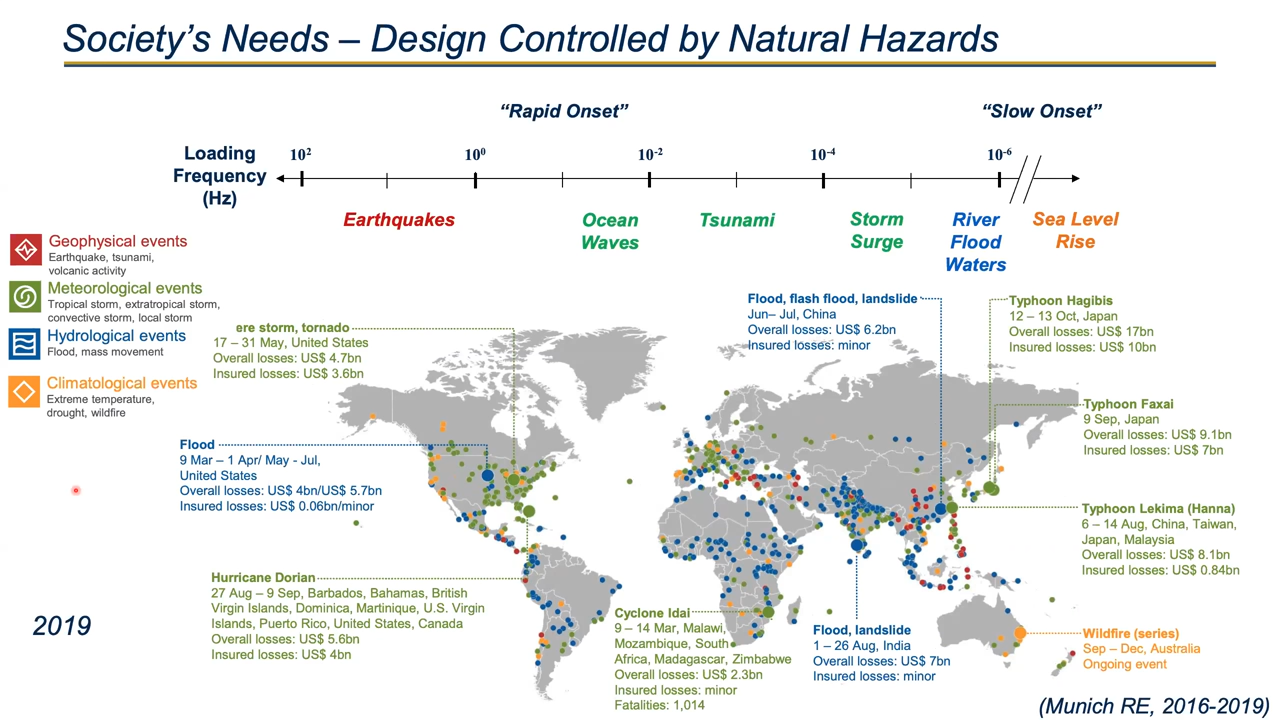 Society's Needs – Design Controlled by Natural Hazards
"Rapid Onset"
"Slow Onset"
Loading
Frequency
(Hz)
10²
10⁰
10⁻²
10⁻⁴
10⁻⁶
Earthquakes
Ocean
Waves
Tsunami
Storm
Surge
River
Flood
Waters
Sea Level
Rise
Geophysical events
Earthquake, tsunami,
volcanic activity
Meteorological events
Tropical storm, extratropical storm,
convective storm, local storm
Hydrological events
Flood, mass movement
Climatological events
Extreme temperature,
drought, wildfire
ere storm, tornado
17 – 31 May, United States
Overall losses: US$ 4.7bn
Insured losses: US$ 3.6bn
Flood
9 Mar – 1 Apr/ May - Jul,
United States
Overall losses: US$ 4bn/US$ 5.7bn
Insured losses: US$ 0.06bn/minor
Hurricane Dorian
27 Aug – 9 Sep, Barbados, Bahamas, British
Virgin Islands, Dominica, Martinique, U.S. Virgin
Islands, Puerto Rico, United States, Canada
Overall losses: US$ 5.6bn
Insured losses: US$ 4bn
Cyclone Idai
9 – 14 Mar, Malawi,
Mozambique, South
Africa, Madagascar, Zimbabwe
Overall losses: US$ 2.3bn
Insured losses: minor
Fatalities: 1,014
Flood, flash flood, landslide
Jun– Jul, China
Overall losses: US$ 6.2bn
Insured losses: minor
Flood, landslide
1 – 26 Aug, India
Overall losses: US$ 7bn
Insured losses: minor
Typhoon Hagibis
12 – 13 Oct, Japan
Overall losses: US$ 17bn
Insured losses: US$ 10bn
Typhoon Faxai
9 Sep, Japan
Overall losses: US$ 9.1bn
Insured losses: US$ 7bn
Typhoon Lekima (Hanna)
6 – 14 Aug, China, Taiwan,
Japan, Malaysia
Overall losses: US$ 8.1bn
Insured losses: US$ 0.84bn
Wildfire (series)
Sep – Dec, Australia
Ongoing event
2019
(Munich RE, 2016-2019)